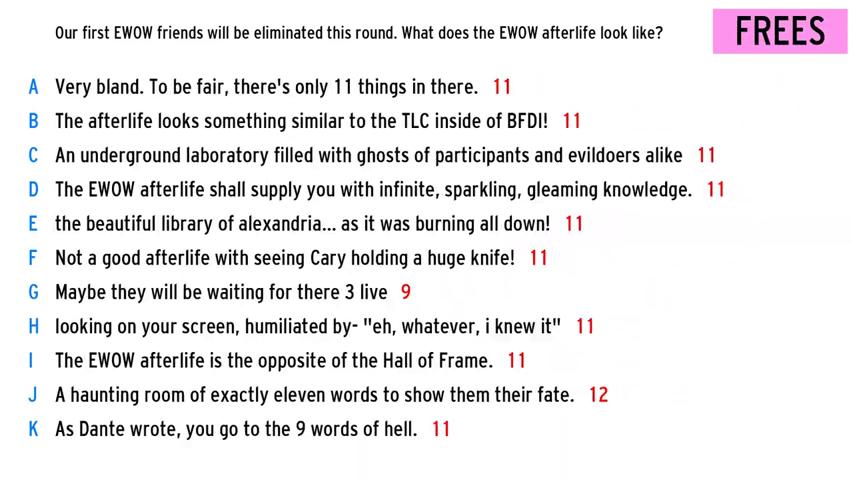 Our first EWOW friends will be eliminated this round. What does the EWOW afterlife look like?
FREES
A Very bland. To be fair, there's only 11 things in there. 11
B The afterlife looks something similar to the TLC inside of BFDI! 11
C An underground laboratory filled with ghosts of participants and evildoers alike 11
D The EWOW afterlife shall supply you with infinite, sparkling, gleaming knowledge. 11
E the beautiful library of alexandria... as it was burning all down! 11
F Not a good afterlife with seeing Cary holding a huge knife! 11
G Maybe they will be waiting for there 3 live 9
H looking on your screen, humiliated by- "eh, whatever, i knew it" 11
I The EWOW afterlife is the opposite of the Hall of Frame. 11
J A haunting room of exactly eleven words to show them their fate. 12
K As Dante wrote, you go to the 9 words of hell. 11